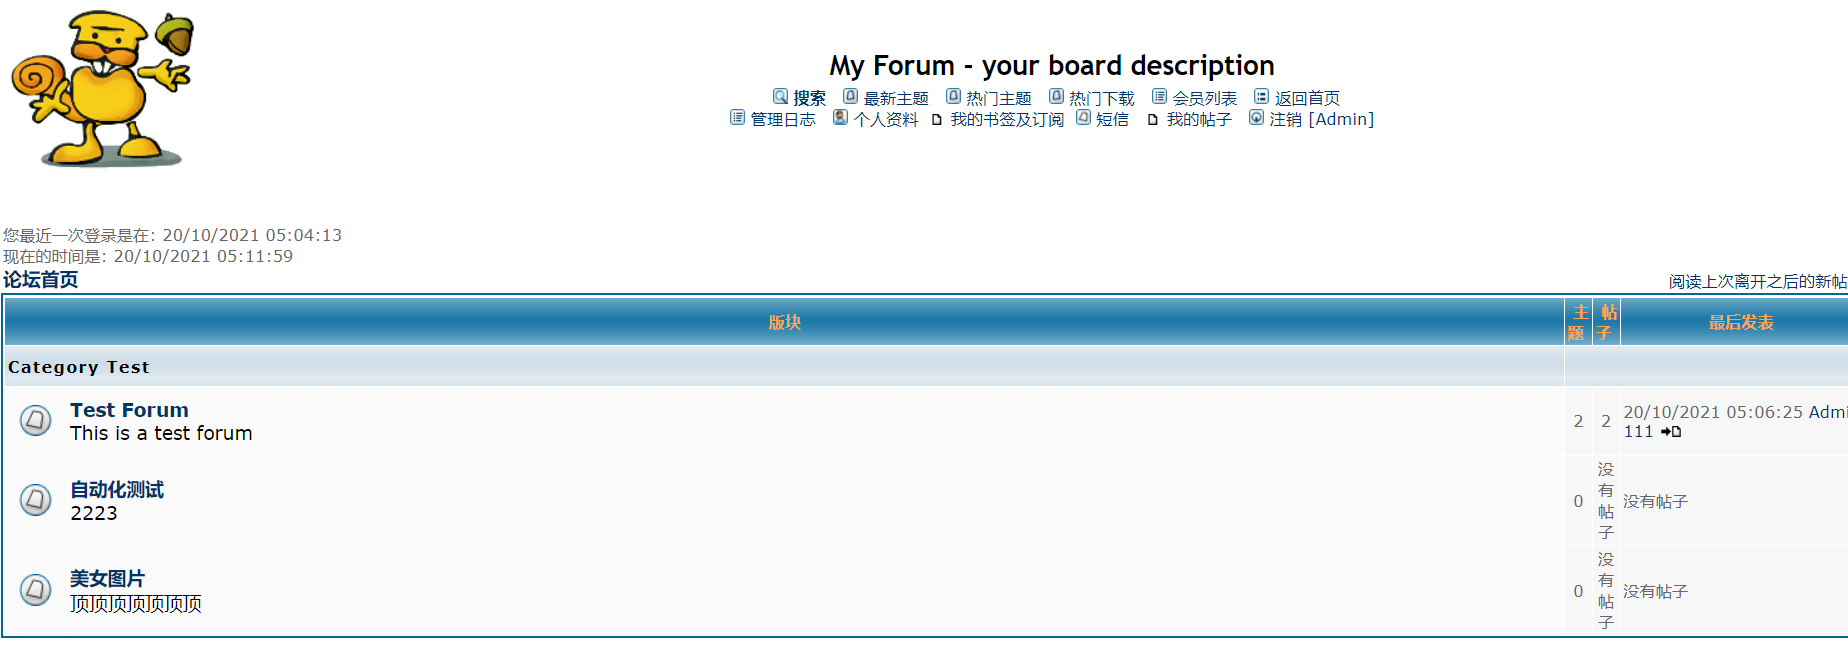 My Forum - your board description
搜索 最新主题 热门主题 热门下载 会员列表 返回首页
管理日志 个人资料 我的书签及订阅 短信 我的帖子 注销 [Admin]
您最近一次登录是在: 20/10/2021 05:04:13
现在的时间是: 20/10/2021 05:11:59
论坛首页
阅读上次离开之后的新帖
版块 主题 帖子 最后发表
Category Test
Test Forum
This is a test forum
2 2
20/10/2021 05:06:25 Admi
111
自动化测试
2223
0 没有帖子 没有帖子
美女图片
顶顶顶顶顶顶顶
0 没有帖子 没有帖子